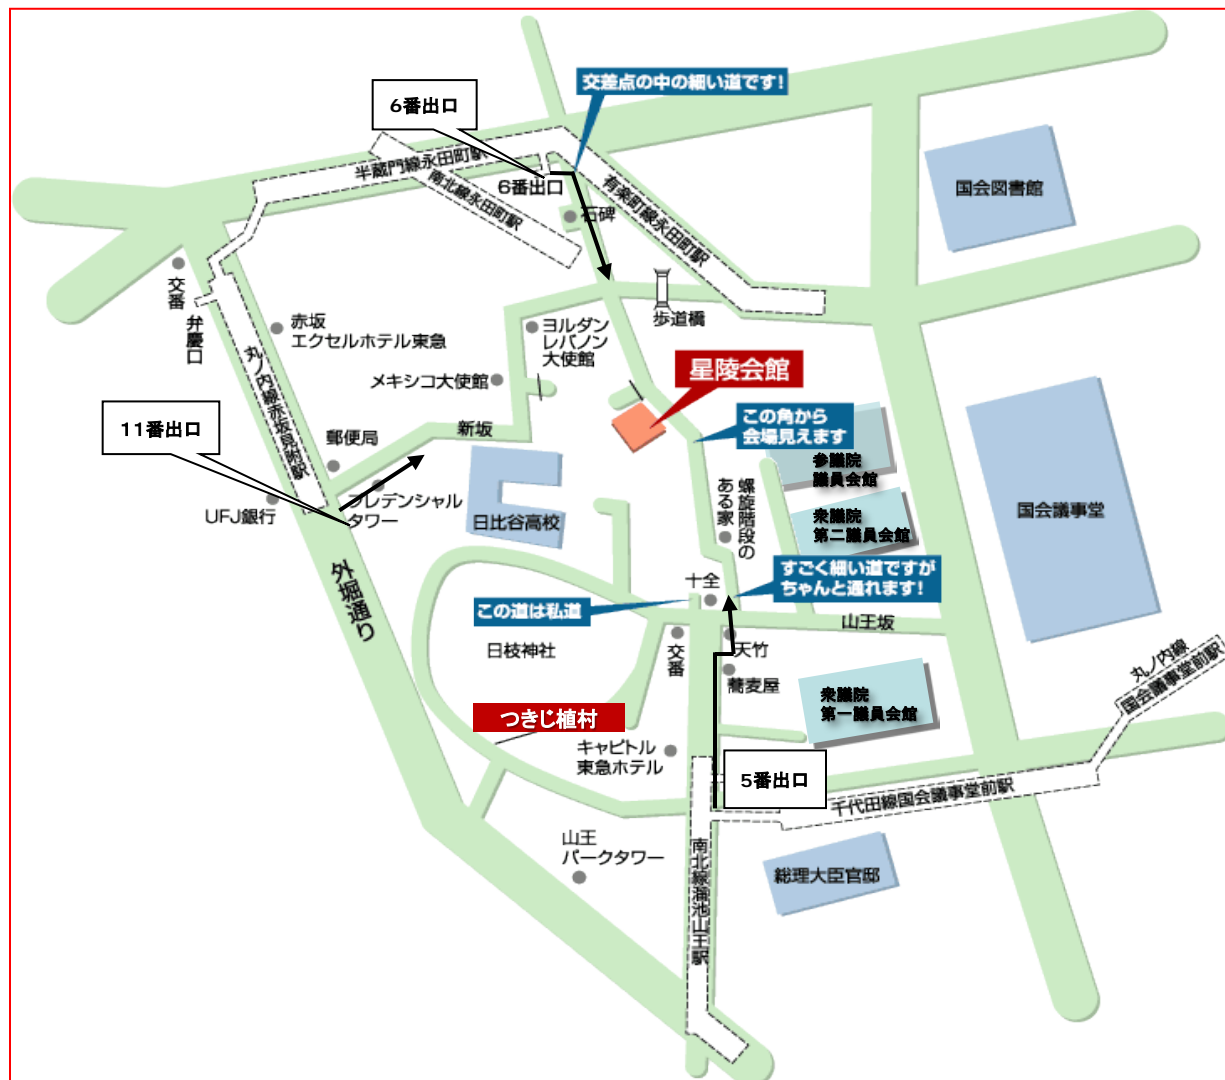 交差点の中の細い道です!
6番出口
半蔵門線永田町駅
南北線永田町駅
6番出口
有楽町線永田町駅
国会図書館
石碑
交番
弁慶口
赤坂
エクセルホテル東急
ヨルダン
レバノン
大使館
歩道橋
丸ノ内線赤坂見附駅
メキシコ大使館
星陵会館
11番出口
この角から
会場見えます
新坂
郵便局
参議院
議員会館
プレデンシャル
タワー
UFJ銀行
日比谷高校
螺旋階段の
ある家
衆議院
第二議員会館
国会議事堂
外堀通り
十全
すごく細い道ですが
ちゃんと通れます!
この道は私道
山王坂
日枝神社
交番
天竹
蕎麦屋
丸ノ内線
国会議事堂前駅
衆議院
第一議員会館
つきじ植村
キャピトル
東急ホテル
5番出口
千代田線国会議事堂前駅
山王
パークタワー
南北線溜池山王駅
総理大臣官邸